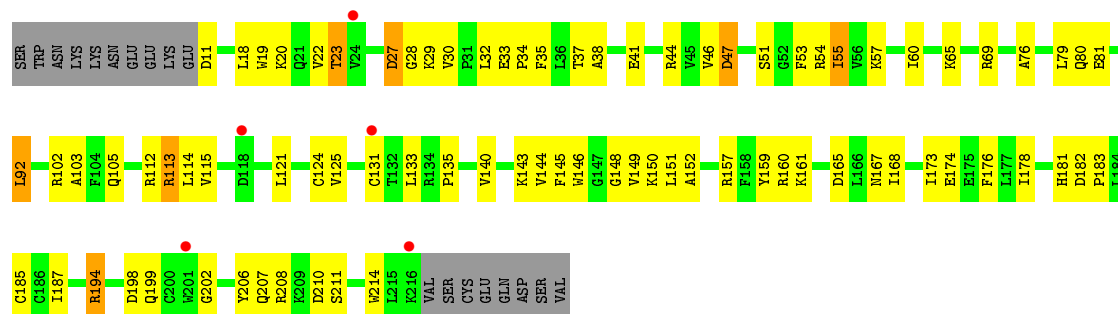 SER TRP ASN LYS LYS ASN GLU GLU LYS GLU D11 L18 W19 K20 Q21 V22 T23 V24 D27 G28 K29 V30 P31 L32 E33 P34 F35 L36 T37 A38 E41 R44 V45 V46 D47 S51 G52 F53 R54 I55 V56 K57 I60 K65 R69 A76 L79 Q80 E81
L92 R102 A103 F104 Q105 R112 R113 L114 V115 D118 L121 C124 V125 C131 T132 L133 R134 P135 V140 K143 V144 F145 W146 G147 G148 V149 K150 L151 A152 R157 F158 Y159 R160 K161 D165 L166 N167 I168 I173 E174 E175 F176 L177 I178 H181 D182 P183
C185 C186 I187 R194 D198 Q199 C200 W201 G202 Y206 Q207 R208 K209 D210 S211 W214 L215 K216 VAL SER CYS GLU GLN ASP SER VAL